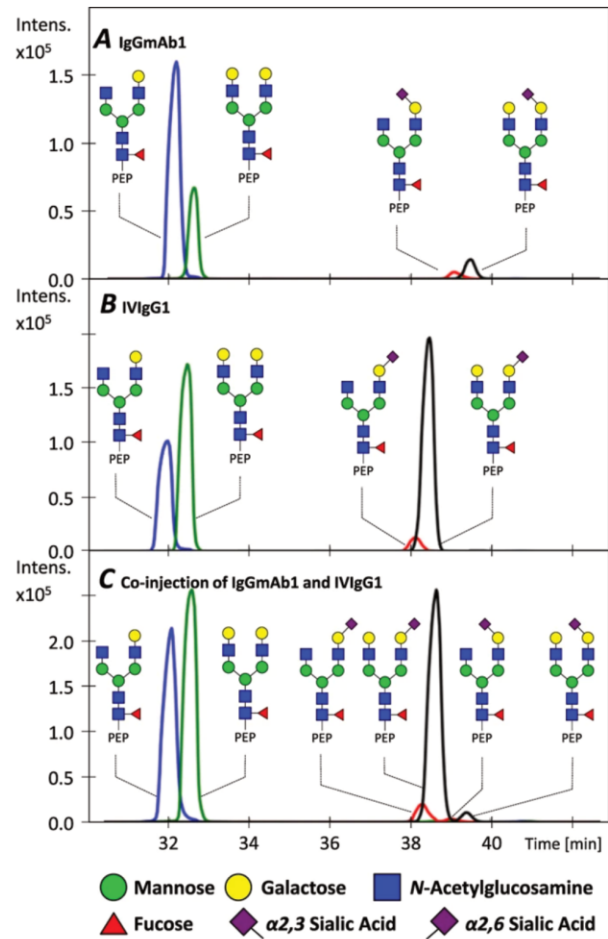 Intens.
x10⁵
A IgGmAb1
1.5
1.0
0.5
0.0
PEP
PEP
PEP
PEP
Intens.
x10⁵
B IVIgG1
1.5
1.0
0.5
0.0
PEP
PEP
PEP
PEP
Intens.
x10⁵
C Co-injection of IgGmAb1 and IVIgG1
2.0
1.5
1.0
0.5
0.0
PEP
PEP
PEP
PEP
PEP
PEP
32 34 36 38 40 Time [min]
Mannose Galactose N-Acetylglucosamine
Fucose α2,3 Sialic Acid α2,6 Sialic Acid